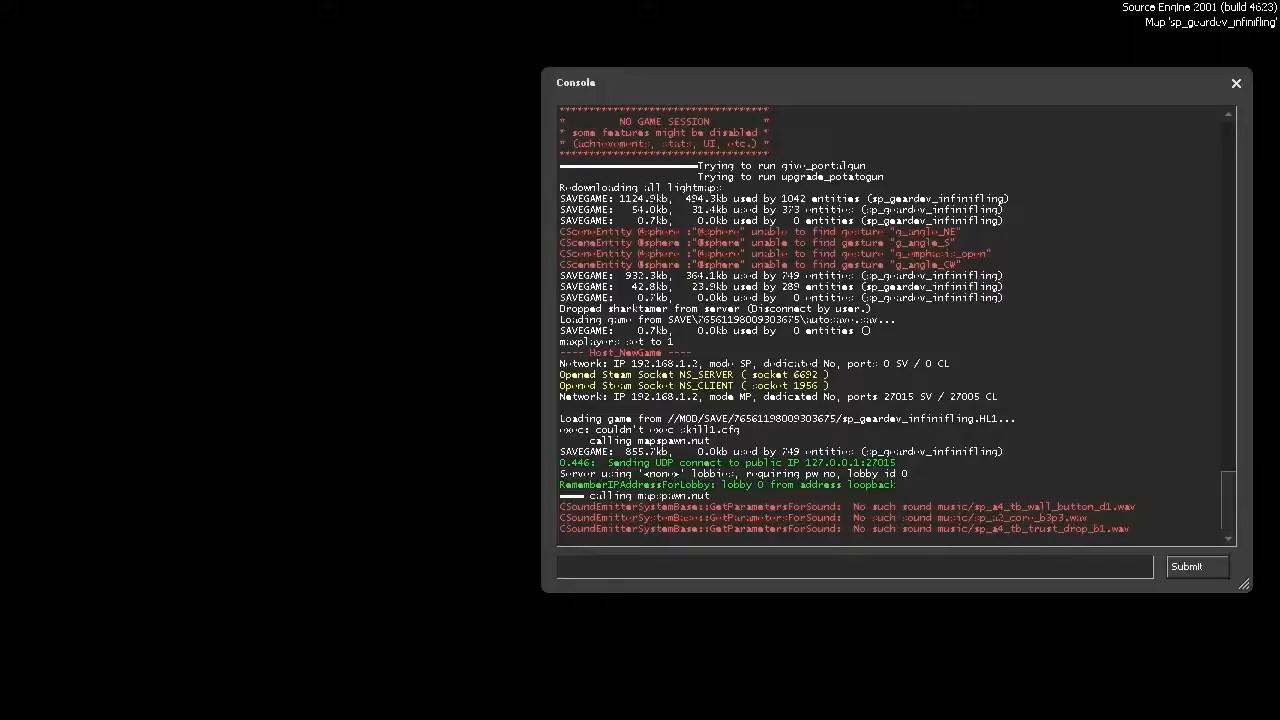 Source Engine 2001 (build 4623)
Map 'sp_geardev_infinifling'
Console
***********************************
* NO GAME SESSION *
* some features might be disabled *
* (achievements, stats, UI, etc.) *
***********************************
Trying to run give_portalgun
Trying to run upgrade_potatogun
Redownloading all lightmaps
SAVEGAME: 1124.9kb, 494.3kb used by 1042 entities (sp_geardev_infinifling)
SAVEGAME: 54.0kb, 31.4kb used by 373 entities (sp_geardev_infinifling)
SAVEGAME: 0.7kb, 0.0kb used by 0 entities (sp_geardev_infinifling)
CSceneEntity @sphere :"@sphere" unable to find gesture "g_angle_NE"
CSceneEntity @sphere :"@sphere" unable to find gesture "g_angle_S"
CSceneEntity @sphere :"@sphere" unable to find gesture "g_emphasis_open"
CSceneEntity @sphere :"@sphere" unable to find gesture "g_angle_CW"
SAVEGAME: 932.3kb, 364.1kb used by 749 entities (sp_geardev_infinifling)
SAVEGAME: 42.8kb, 23.9kb used by 289 entities (sp_geardev_infinifling)
SAVEGAME: 0.7kb, 0.0kb used by 0 entities (sp_geardev_infinifling)
Dropped sharktamer from server (Disconnect by user.)
Loading game from SAVE\76561198009303675\autosave.sav...
SAVEGAME: 0.7kb, 0.0kb used by 0 entities ()
maxplayers set to 1
---- Host_NewGame ----
Network: IP 192.168.1.2, mode SP, dedicated No, ports 0 SV / 0 CL
Opened Steam Socket NS_SERVER ( socket 6692 )
Opened Steam Socket NS_CLIENT ( socket 1956 )
Network: IP 192.168.1.2, mode MP, dedicated No, ports 27015 SV / 27005 CL
Loading game from //MOD/SAVE/76561198009303675/sp_geardev_infinifling.HL1...
exec: couldn't exec skill1.cfg
calling mapspawn.nut
SAVEGAME: 855.7kb, 0.0kb used by 749 entities (sp_geardev_infinifling)
0.446: Sending UDP connect to public IP 127.0.0.1:27015
Server using '<none>' lobbies, requiring pw no, lobby id 0
RememberIPAddressForLobby: lobby 0 from address loopback
calling mapspawn.nut
CSoundEmitterSystemBase::GetParametersForSound: No such sound music/sp_a4_tb_wall_button_d1.wav
CSoundEmitterSystemBase::GetParametersForSound: No such sound music/sp_a2_core_b3p3.wav
CSoundEmitterSystemBase::GetParametersForSound: No such sound music/sp_a4_tb_trust_drop_b1.wav
Submit